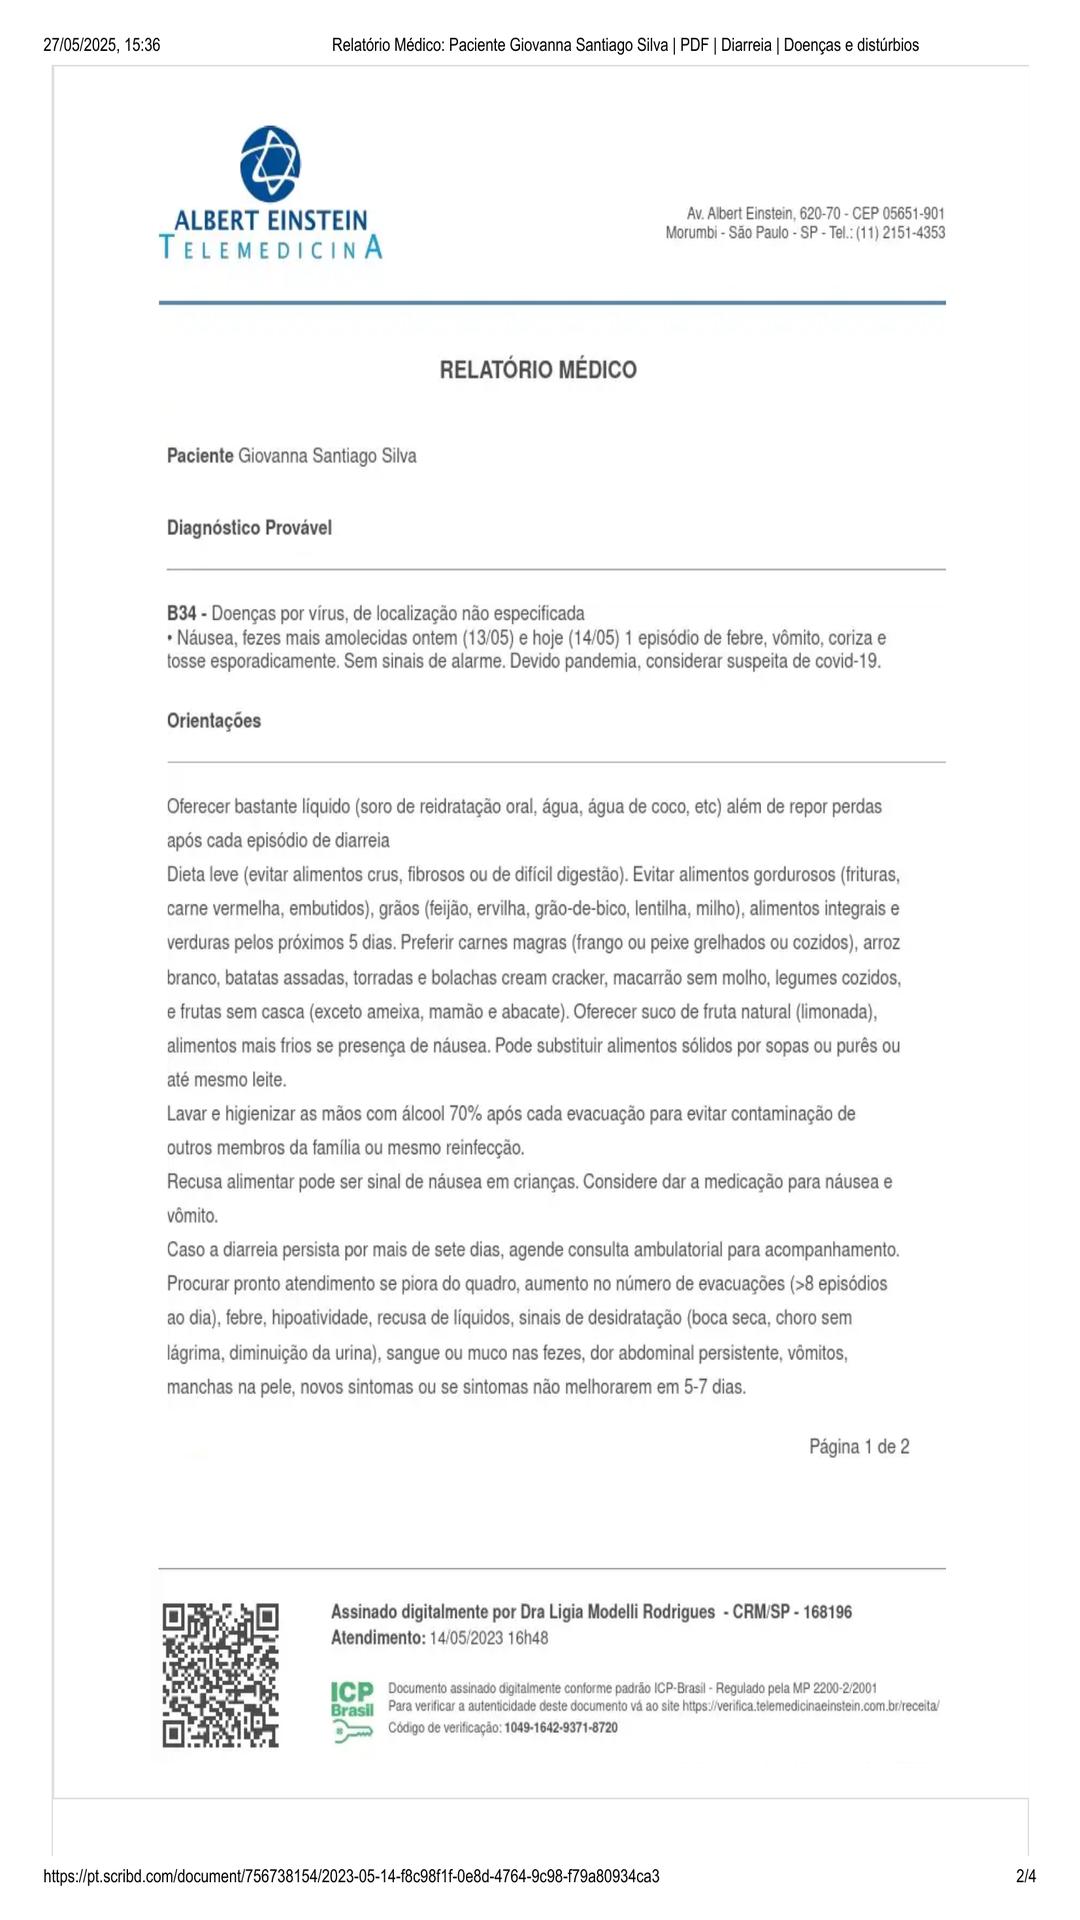 27/05/2025, 15:36
Relatório Médico: Paciente Giovanna Santiago Silva | PDF | Diarreia | Doenças e distúrbios
ALBERT EINSTEIN
TELEMEDICINA
Av. Albert Einstein, 620-70 - CEP 05651-901
Morumbi - São Paulo - SP - Tel.: (11) 2151-4353
RELATÓRIO MÉDICO
Paciente Giovanna Santiago Silva
Diagnóstico Provável
B34 - Doenças por vírus, de localização não especificada
• Náusea, fezes mais amolecidas ontem (13/05) e hoje (14/05) 1 episódio de febre, vômito, coriza e
tosse esporadicamente. Sem sinais de alarme. Devido pandemia, considerar suspeita de covid-19.
Orientações
Oferecer bastante líquido (soro de reidratação oral, água, água de coco, etc) além de repor perdas
após cada episódio de diarreia
Dieta leve (evitar alimentos crus, fibrosos ou de difícil digestão). Evitar alimentos gordurosos (frituras,
carne vermelha, embutidos), grãos (feijão, ervilha, grão-de-bico, lentilha, milho), alimentos integrais e
verduras pelos próximos 5 dias. Preferir carnes magras (frango ou peixe grelhados ou cozidos), arroz
branco, batatas assadas, torradas e bolachas cream cracker, macarrão sem molho, legumes cozidos,
e frutas sem casca (exceto ameixa, mamão e abacate). Oferecer suco de fruta natural (limonada),
alimentos mais frios se presença de náusea. Pode substituir alimentos sólidos por sopas ou purês ou
até mesmo leite.
Lavar e higienizar as mãos com álcool 70% após cada evacuação para evitar contaminação de
outros membros da família ou mesmo reinfecção.
Recusa alimentar pode ser sinal de náusea em crianças. Considere dar a medicação para náusea e
vômito.
Caso a diarreia persista por mais de sete dias, agende consulta ambulatorial para acompanhamento.
Procurar pronto atendimento se piora do quadro, aumento no número de evacuações (>8 episódios
ao dia), febre, hipoatividade, recusa de líquidos, sinais de desidratação (boca seca, choro sem
lágrima, diminuição da urina), sangue ou muco nas fezes, dor abdominal persistente, vômitos,
manchas na pele, novos sintomas ou se sintomas não melhorarem em 5-7 dias.
Página 1 de 2
Assinado digitalmente por Dra Ligia Modelli Rodrigues - CRM/SP - 168196
Atendimento: 14/05/2023 16h48
ICP
Brasil
Documento assinado digitalmente conforme padrão ICP-Brasil - Regulado pela MP 2200-2/2001
Para verificar a autenticidade deste documento vá ao site https://verifica.telemedicinaeinstein.com.br/receita/
Código de verificação: 1049-1642-9371-8720
https://pt.scribd.com/document/756738154/2023-05-14-f8c98f1f-0e8d-4764-9c98-f79a80934ca3
2/4